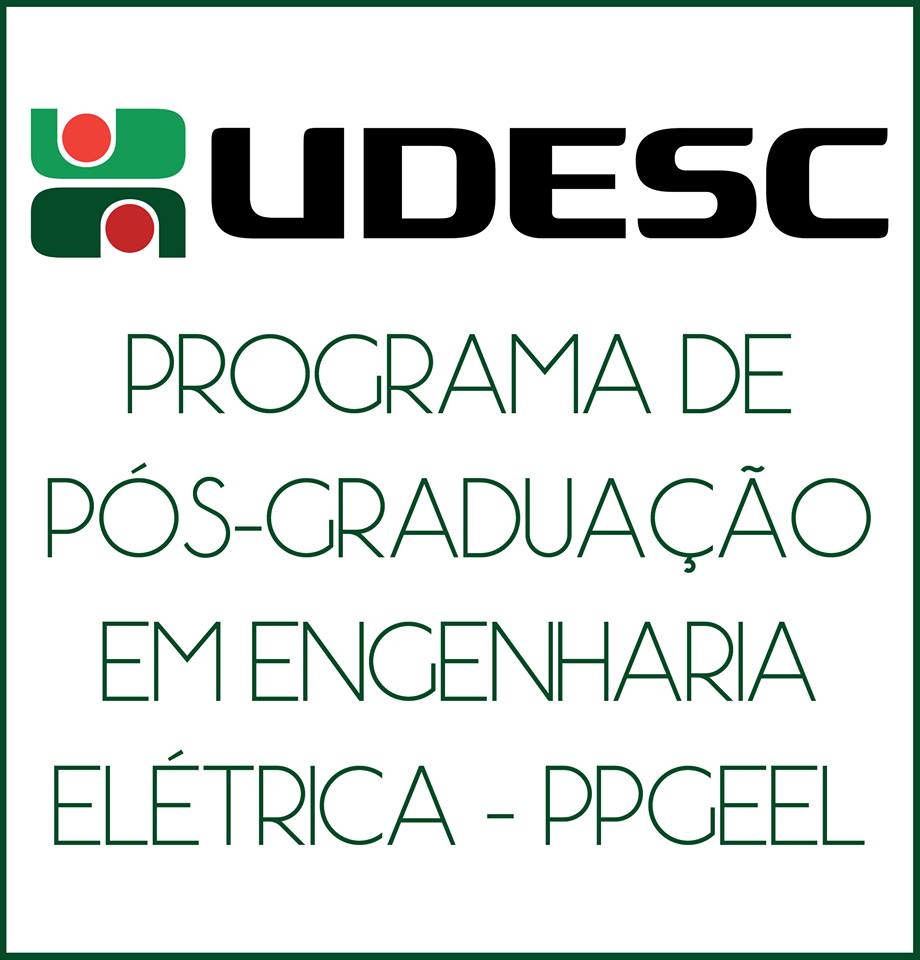 UDESC
PROGRAMA DE
PÓS-GRADUAÇÃO
EM ENGENHARIA
ELÉTRICA - PPGEEL